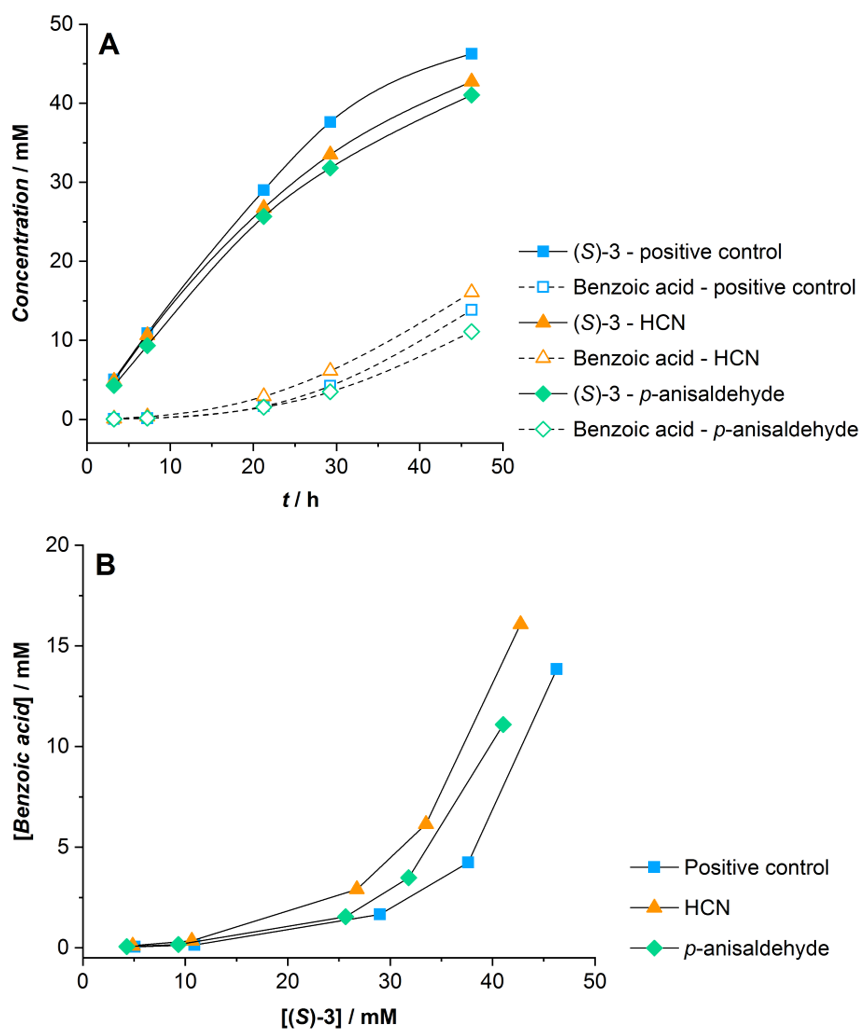 A
50
40
30
20
10
0
Concentration / mM
0 10 20 30 40 50
t / h
(S)-3 - positive control
Benzoic acid - positive control
(S)-3 - HCN
Benzoic acid - HCN
(S)-3 - p-anisaldehyde
Benzoic acid - p-anisaldehyde
B
20
15
10
5
0
[Benzoic acid] / mM
0 10 20 30 40 50
[(S)-3] / mM
Positive control
HCN
p-anisaldehyde